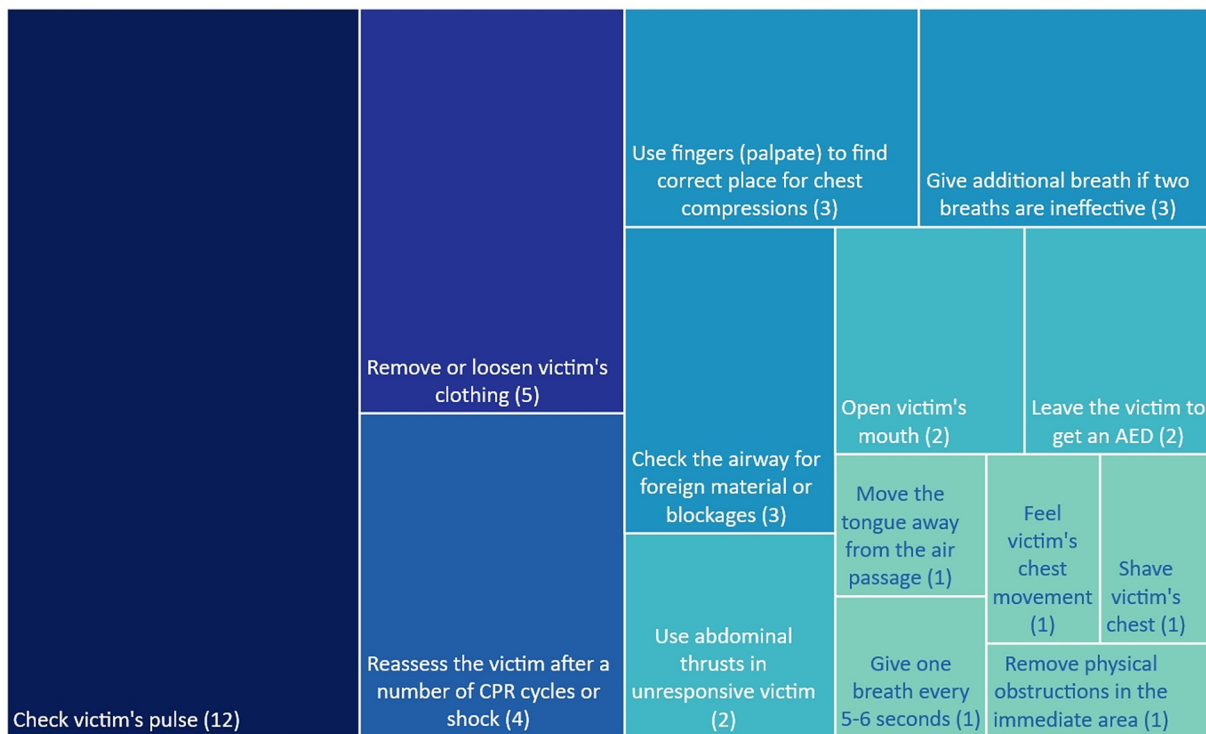 Check victim's pulse (12)
Remove or loosen victim's
clothing (5)
Reassess the victim after a
number of CPR cycles or
shock (4)
Use fingers (palpate) to find
correct place for chest
compressions (3)
Give additional breath if two
breaths are ineffective (3)
Check the airway for
foreign material or
blockages (3)
Use abdominal
thrusts in
unresponsive victim
(2)
Open victim's
mouth (2)
Leave the victim to
get an AED (2)
Move the
tongue away
from the air
passage (1)
Give one
breath every
5-6 seconds (1)
Feel
victim's
chest
movement
(1)
Shave
victim's
chest (1)
Remove physical
obstructions in the
immediate area (1)